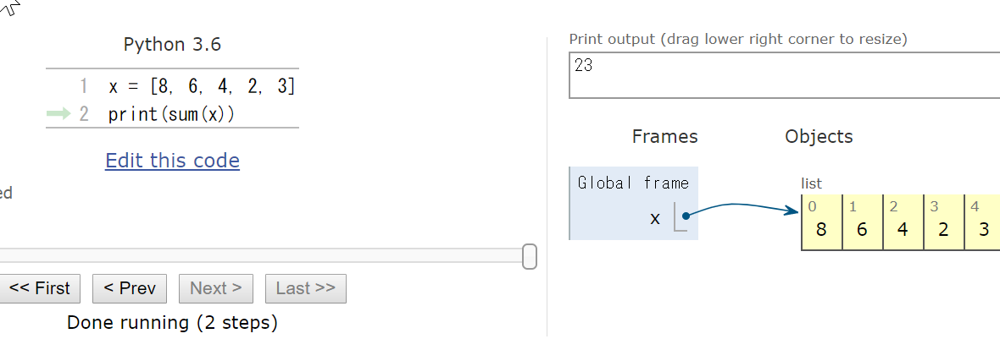 Python 3.6
1 x = [8, 6, 4, 2, 3]
2 print(sum(x))
Edit this code
ed
<< First < Prev Next > Last >>
Done running (2 steps)
Print output (drag lower right corner to resize)
23
Frames Objects
Global frame
x
list
0 1 2 3 4
8 6 4 2 3